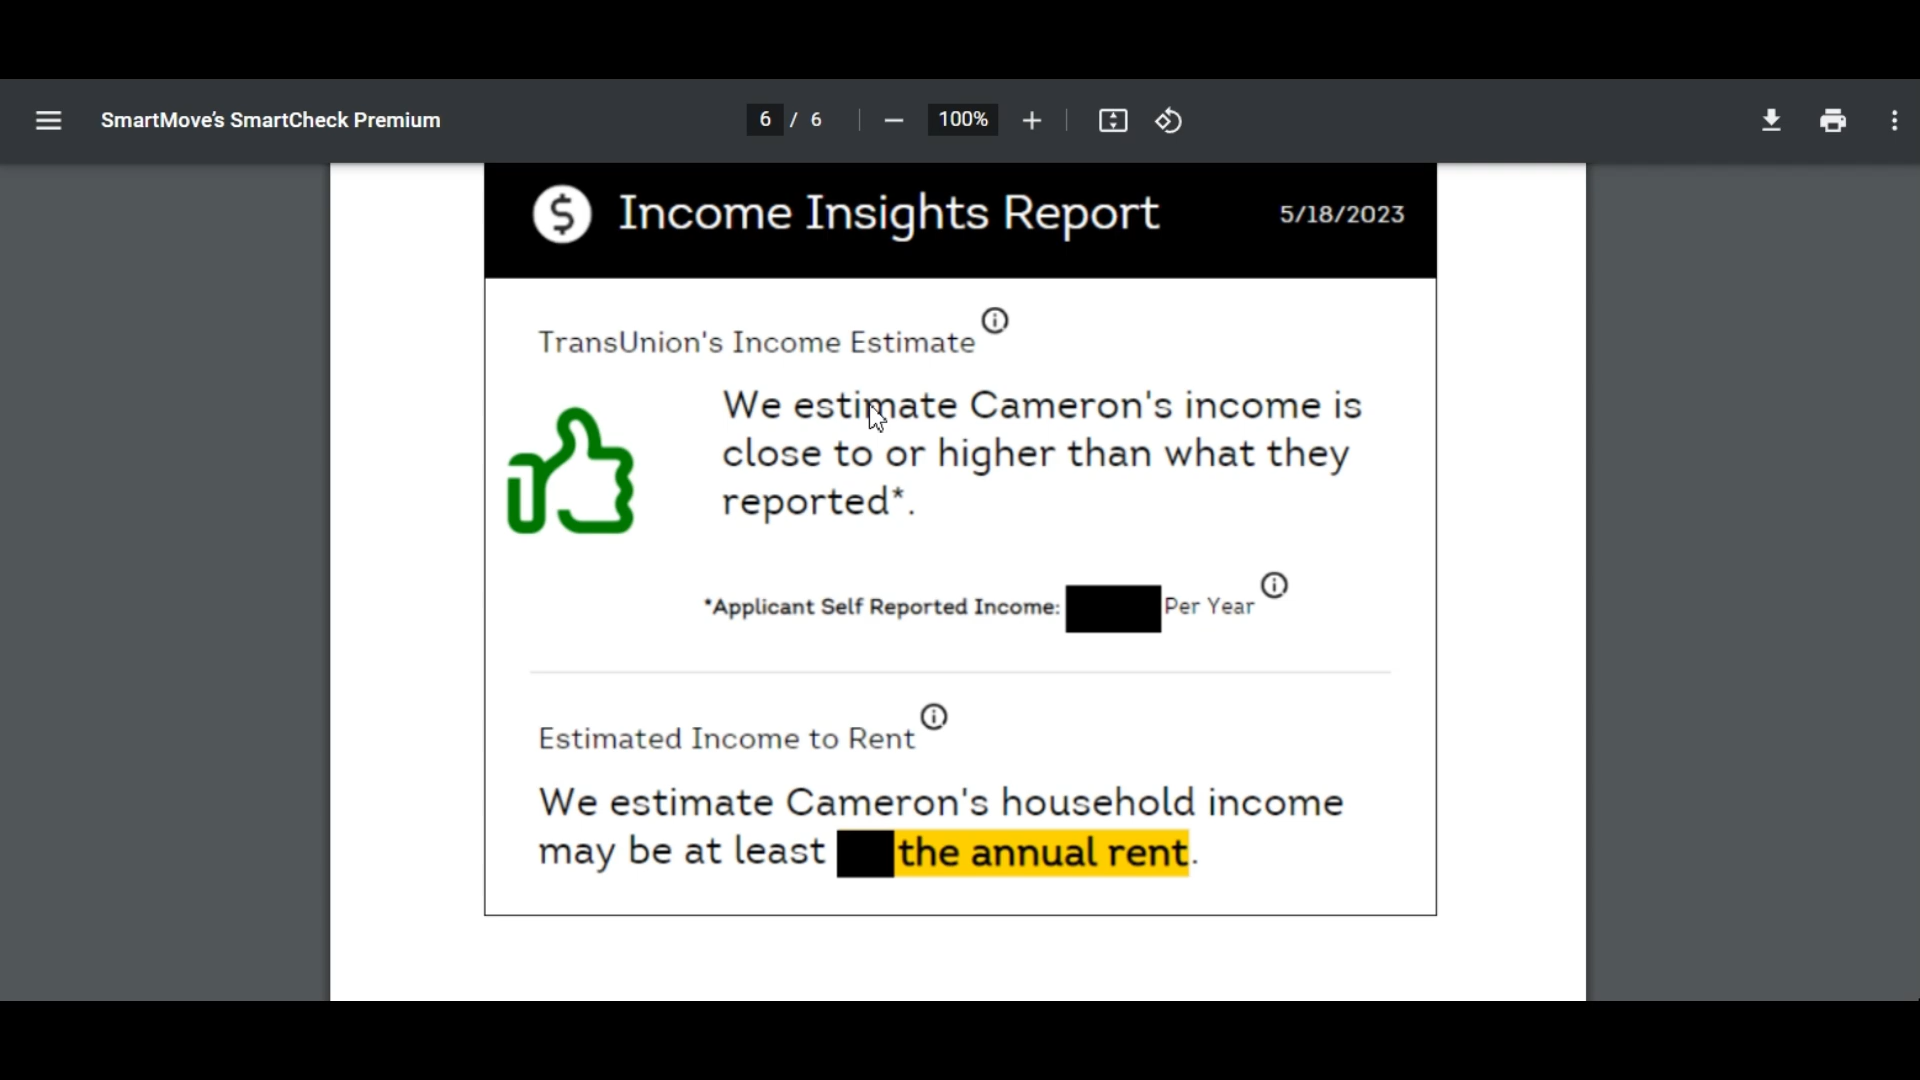 SmartMove’s SmartCheck Premium
6 / 6
100%
$ Income Insights Report
5/18/2023
TransUnion's Income Estimate
We estimate Cameron's income is
close to or higher than what they
reported*.
*Applicant Self Reported Income: Per Year
Estimated Income to Rent
We estimate Cameron's household income
may be at least the annual rent.